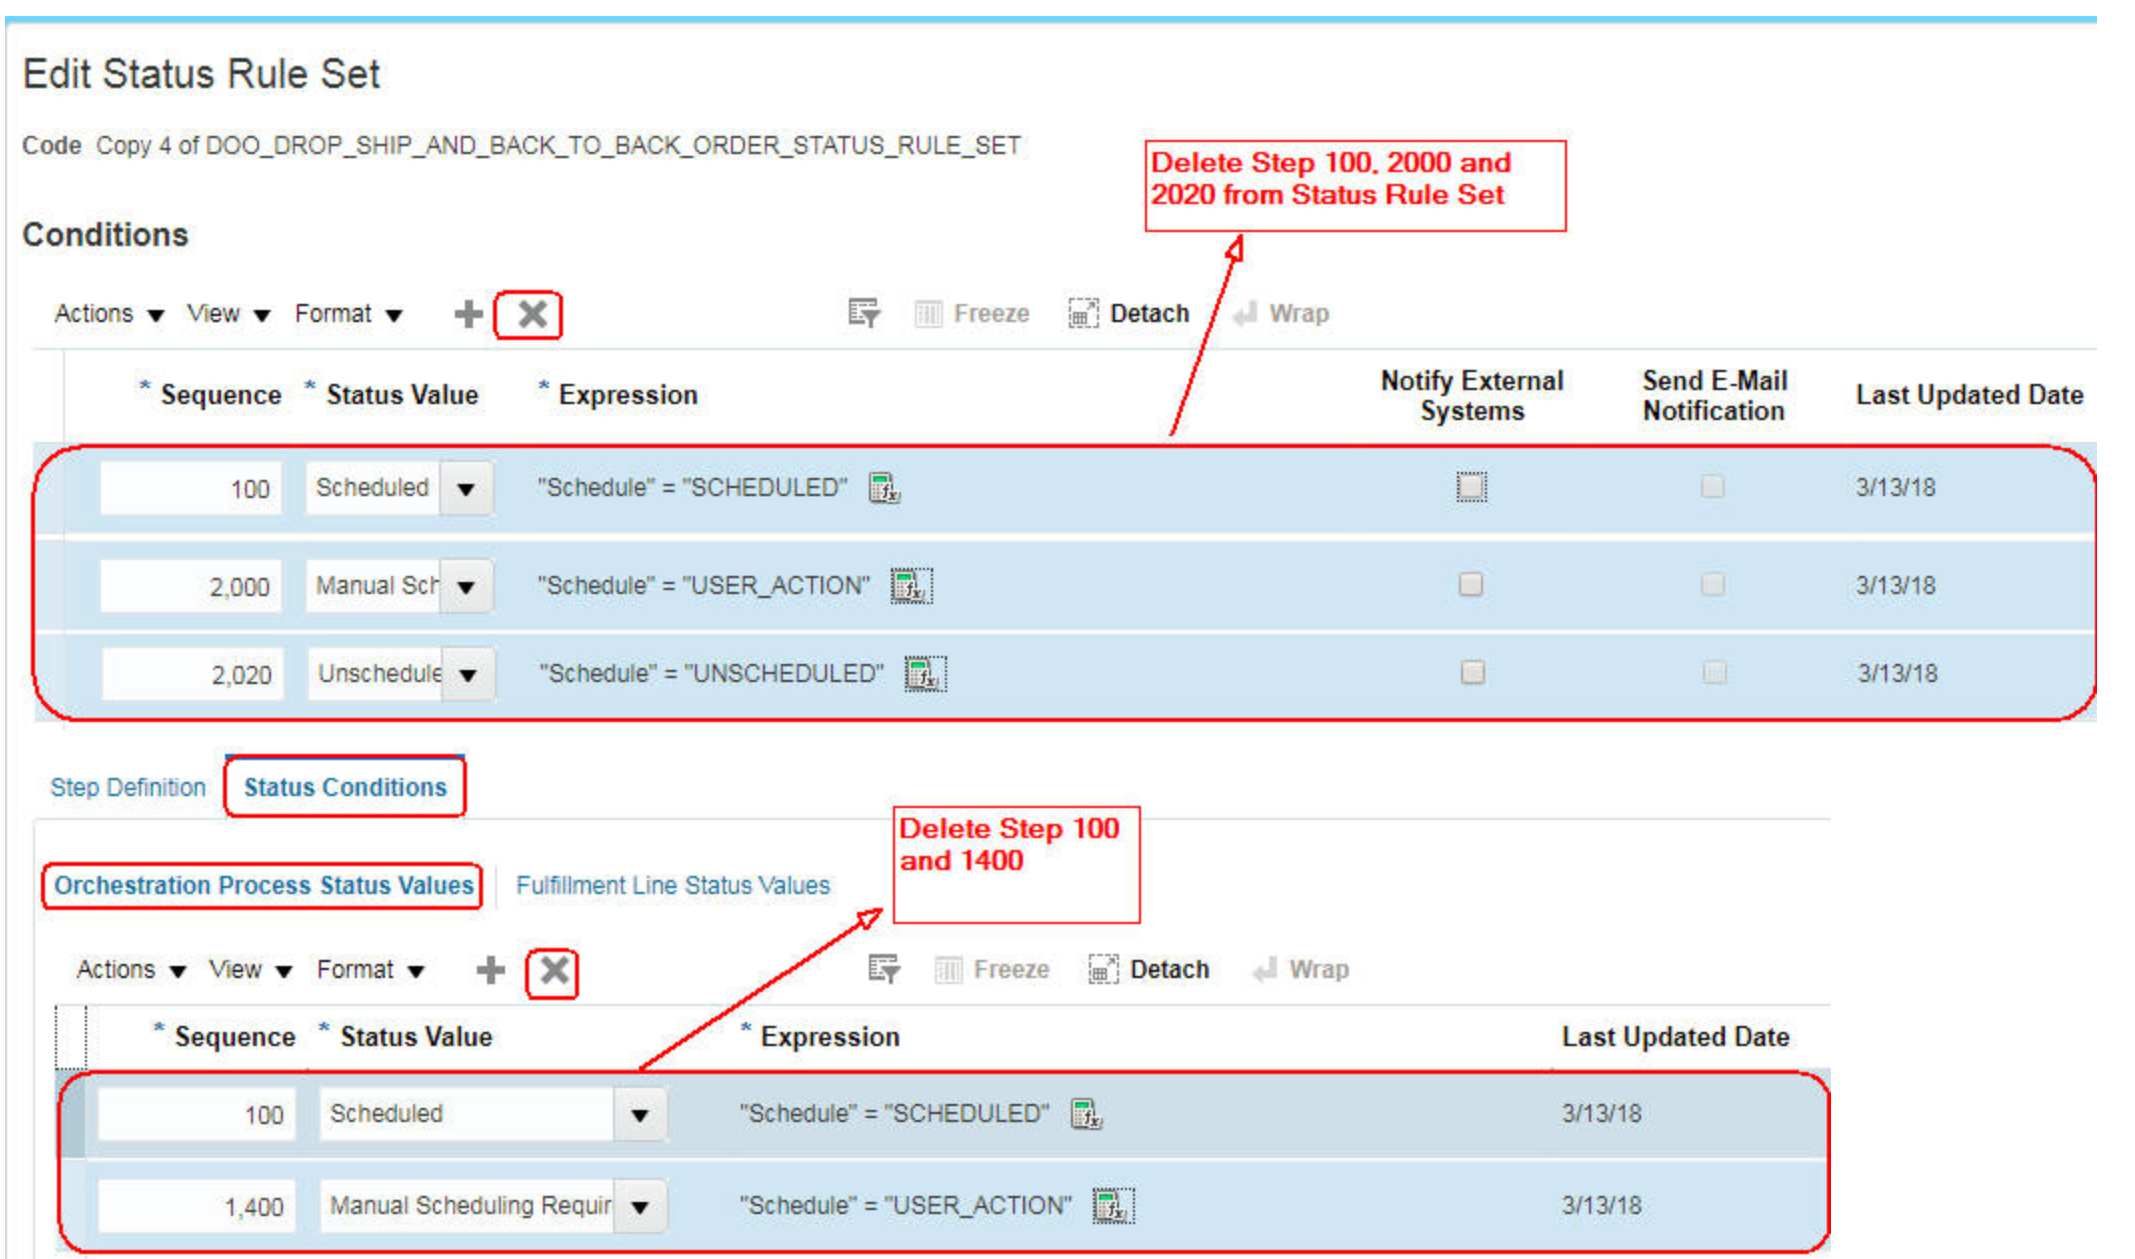 Edit Status Rule Set
Code Copy 4 of DOO_DROP_SHIP_AND_BACK_TO_BACK_ORDER_STATUS_RULE_SET
Delete Step 100, 2000 and
2020 from Status Rule Set
Conditions
Actions View Format Freeze Detach Wrap
* Sequence * Status Value * Expression Notify External Systems Send E-Mail Notification Last Updated Date
100 Scheduled "Schedule" = "SCHEDULED" 3/13/18
2,000 Manual Sch "Schedule" = "USER_ACTION" 3/13/18
2,020 Unschedule "Schedule" = "UNSCHEDULED" 3/13/18
Step Definition Status Conditions
Delete Step 100
and 1400
Orchestration Process Status Values Fulfillment Line Status Values
Actions View Format Freeze Detach Wrap
* Sequence * Status Value * Expression Last Updated Date
100 Scheduled "Schedule" = "SCHEDULED" 3/13/18
1,400 Manual Scheduling Requir "Schedule" = "USER_ACTION" 3/13/18